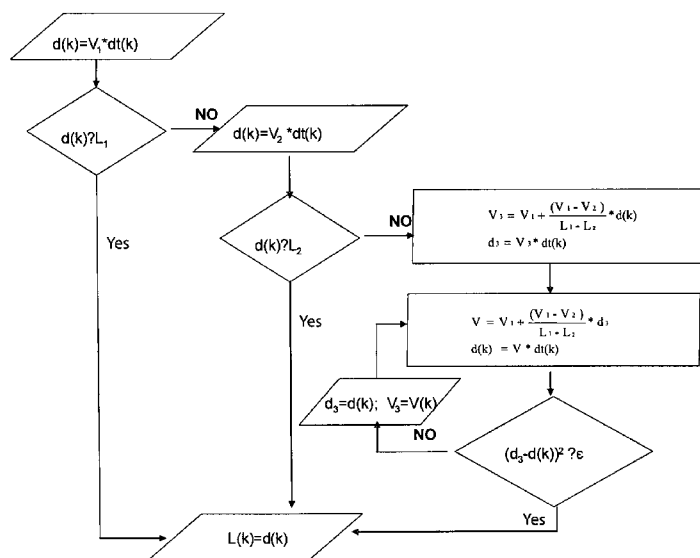 d(k)=V₁*dt(k)
d(k)?L₁
NO
d(k)=V₂*dt(k)
Yes
d(k)?L₂
NO
V₃ = V₁ + (V₁ - V₂) / (L₁ - L₂) * d(k)
d₃ = V₃* dt(k)
Yes
V = V₁ + (V₁ - V₂) / (L₁ - L₂) * d₃
d(k) = V * dt(k)
d₃=d(k); V₃=V(k)
NO
(d₃-d(k))² ?ε
Yes
L(k)=d(k)